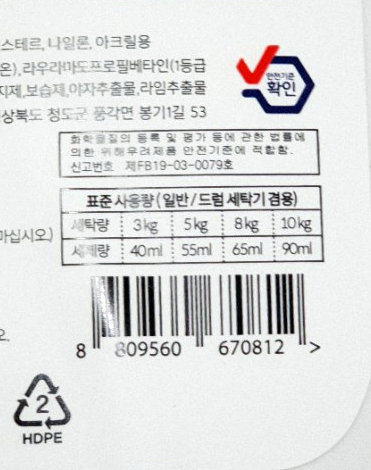 스테르, 나일론, 아크릴용
온),라우라마도프로필베타인(1등급
지제,보습제,야자추출물,라임추출물
상북도 청도군 풍각면 봉기1길 53
안전기준
확인
화학물질의 등록 및 평가 등에 관한 법률에
의한 위해우려제품 안전기준에 적합함.
신고번호 제FB19-03-0079호
표준 사용량 (일반/드럼 세탁기 겸용)
세탁량 3kg 5kg 8kg 10kg
세제량 40ml 55ml 65ml 90ml
마십시오.)
오.
8 809560 670812 >
2
HDPE